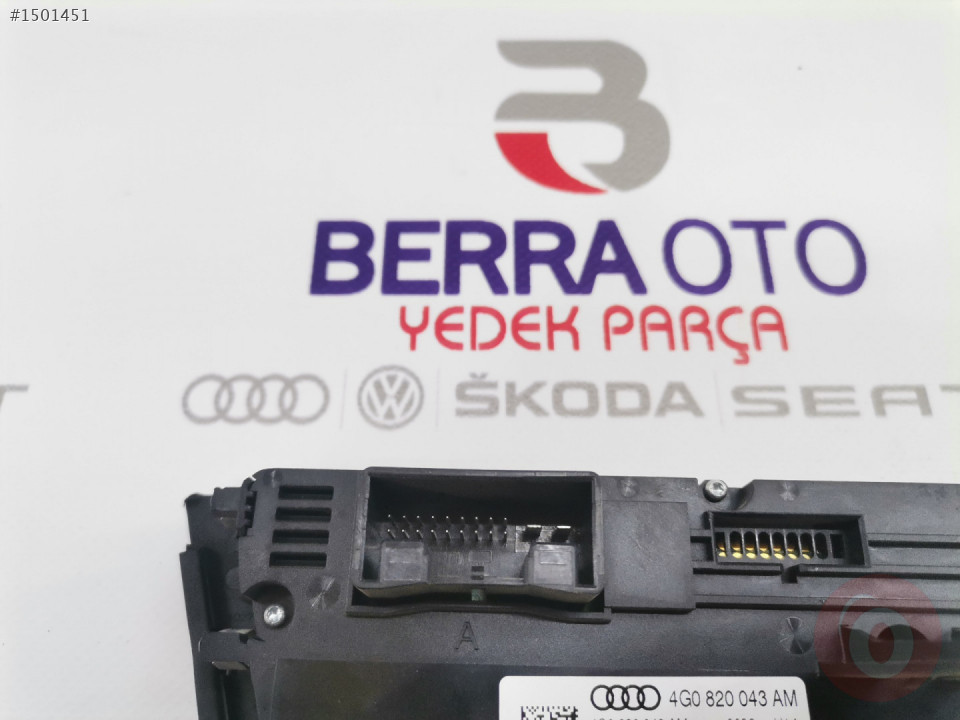 #1501451
BERRA OTO
YEDEK PARÇA
ŠKODA SEAT
A
4G0 820 043 AM